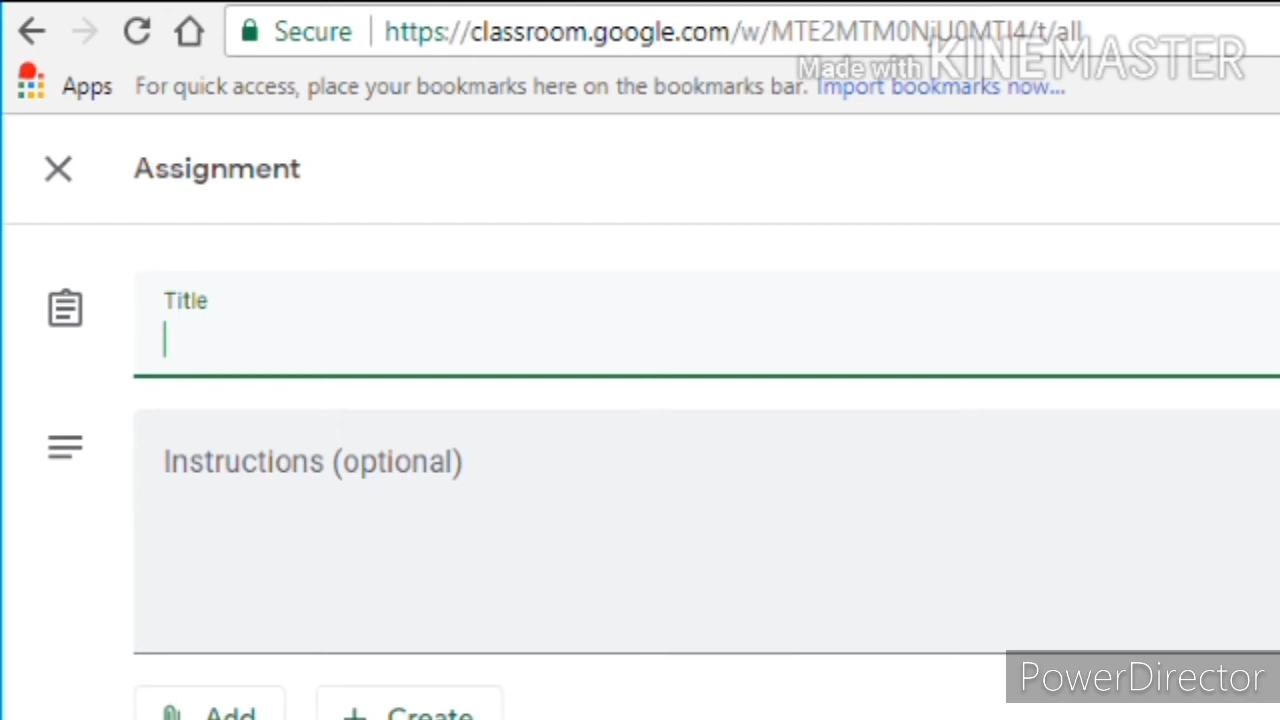 Secure | https://classroom.google.com/w/MTE2MTM0NjU0MTI4/t/all
Made with KINEMASTER
Apps For quick access, place your bookmarks here on the bookmarks bar. Import bookmarks now...
Assignment
Title
Instructions (optional)
PowerDirector
Add + Create